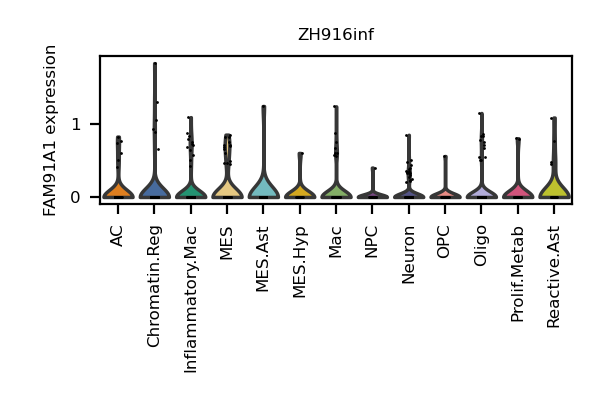 ZH916inf
FAM91A1 expression
1
0
AC
Chromatin.Reg
Inflammatory.Mac
MES
MES.Ast
MES.Hyp
Mac
NPC
Neuron
OPC
Oligo
Prolif.Metab
Reactive.Ast